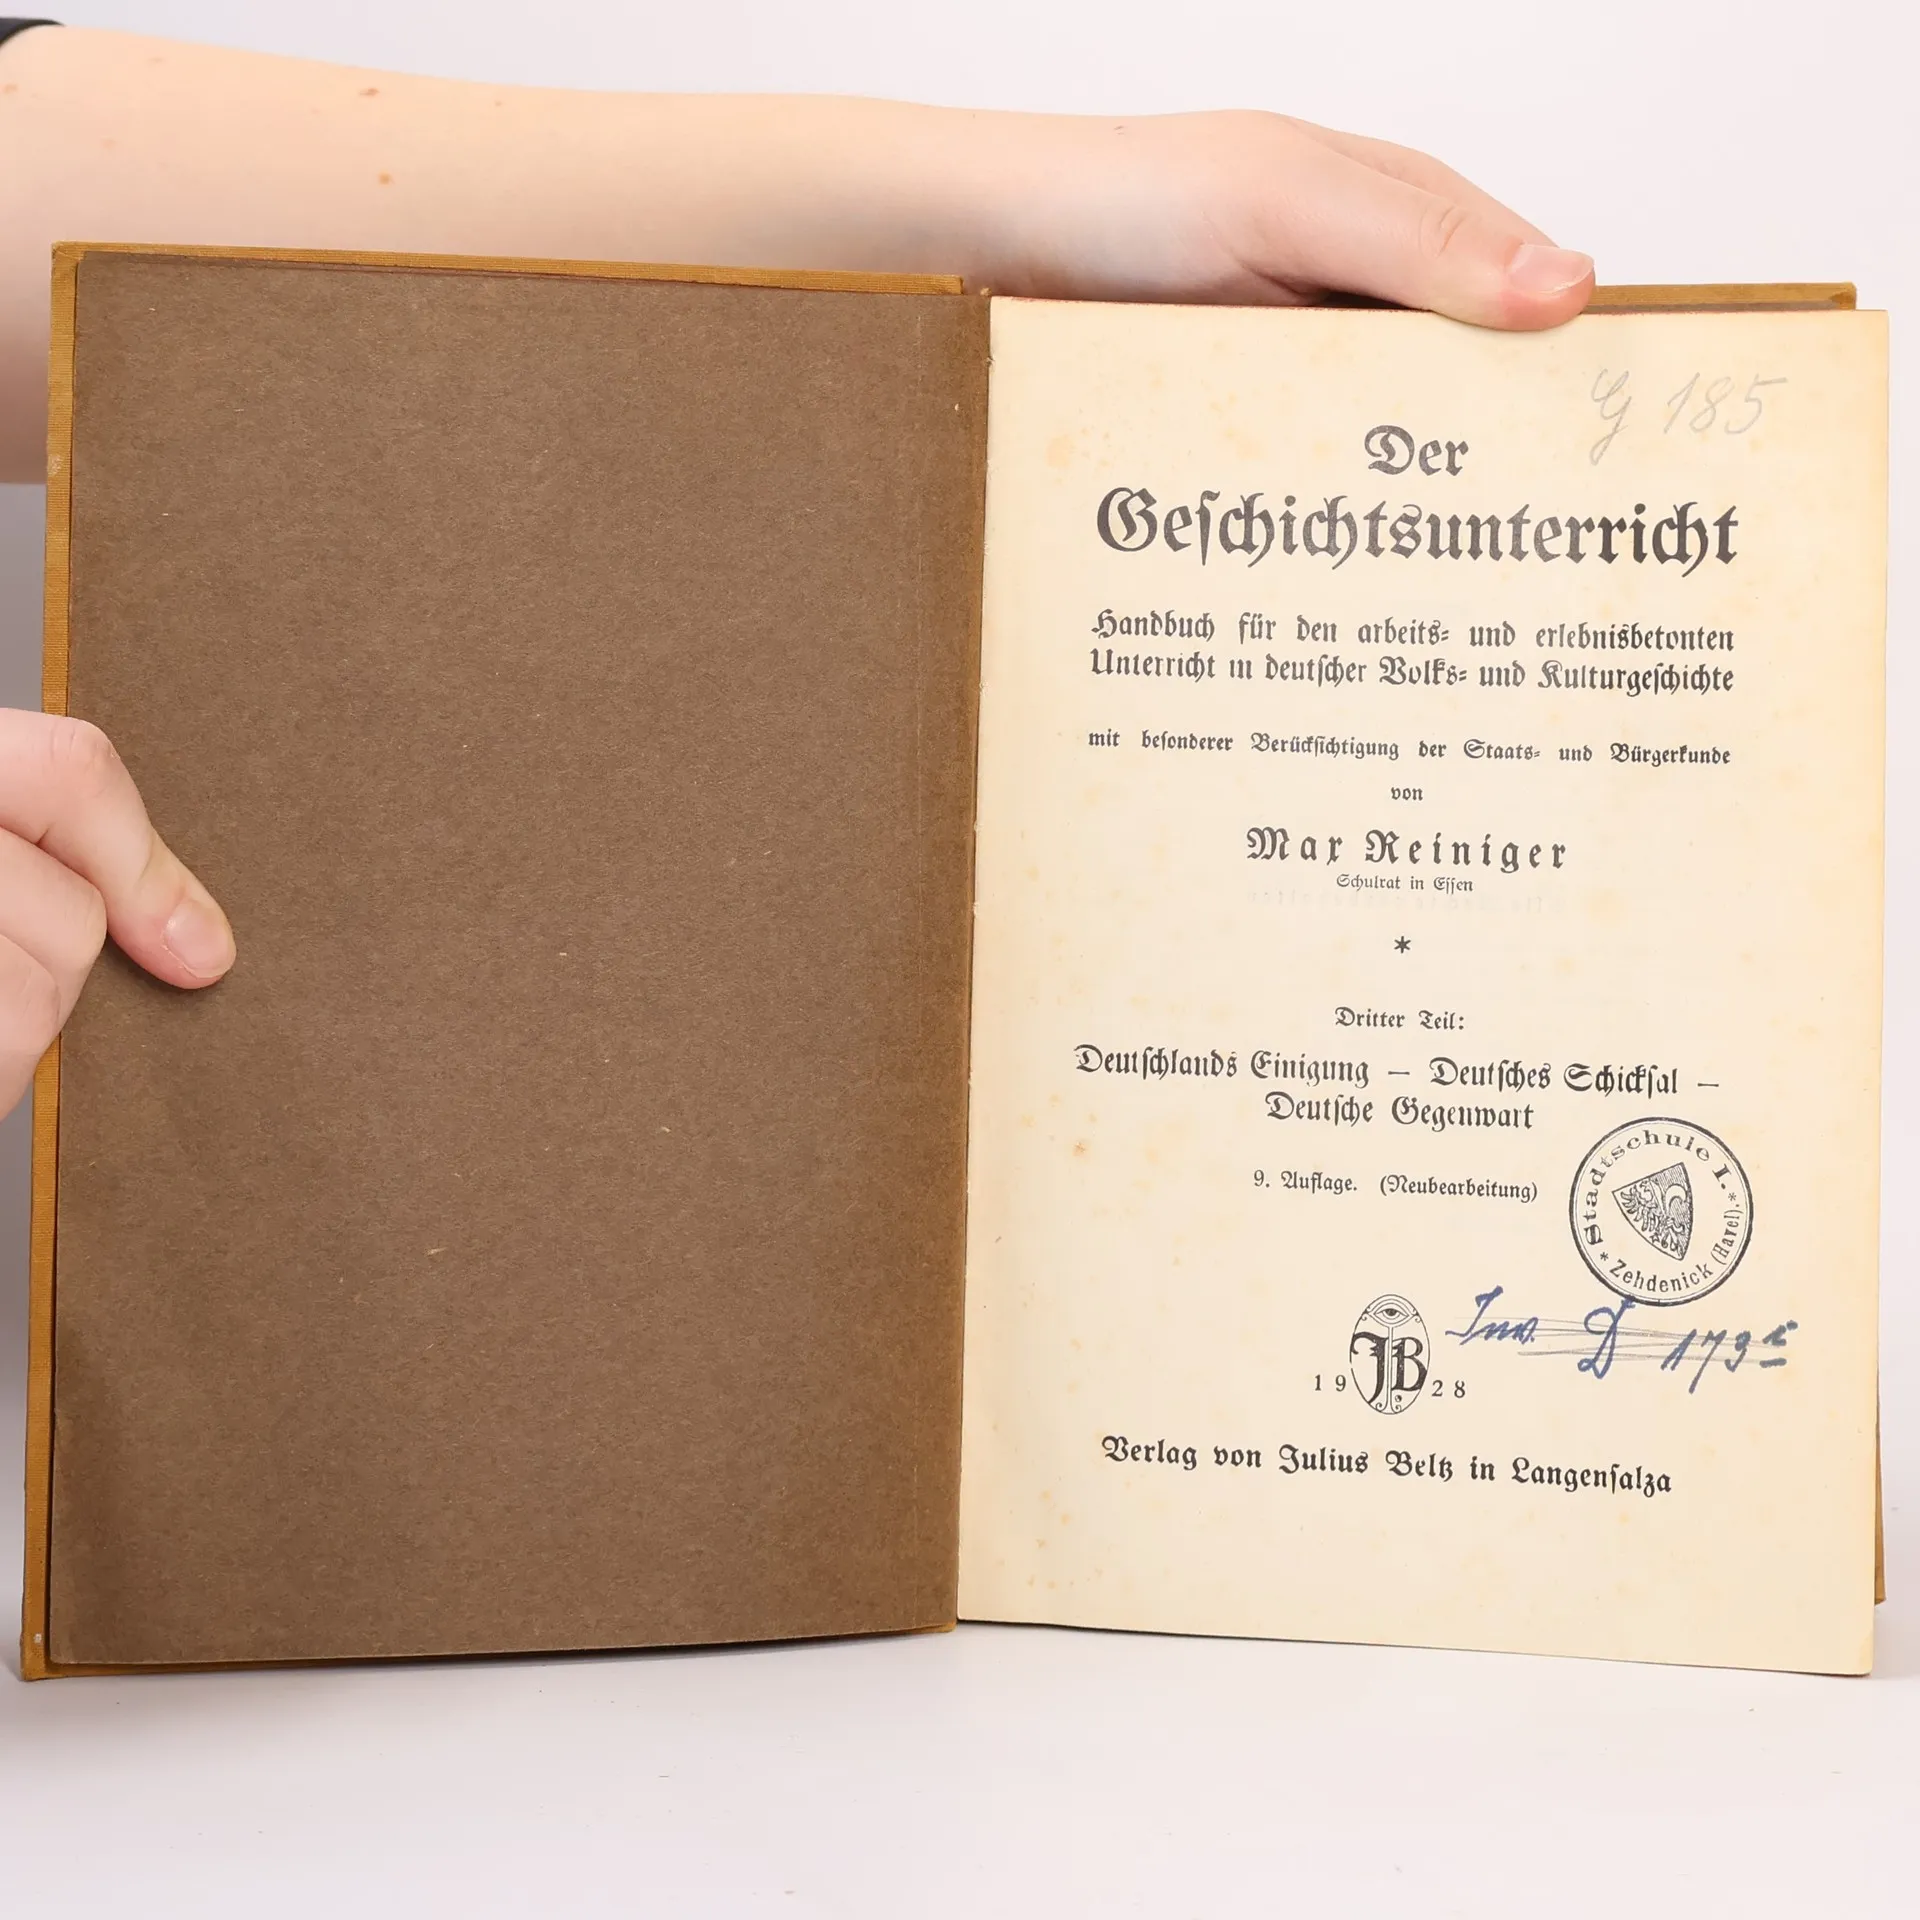 G 185
Der
Geſchichtsunterricht
Handbuch für den arbeits- und erlebnisbetonten
Unterricht in deutſcher Volks- und Kulturgeſchichte
mit beſonderer Berückſichtigung der Staats- und Bürgerkunde
von
Max Reiniger
Schulrat in Eſſen
*
Dritter Teil:
Deutſchlands Einigung — Deutſches Schickſal —
Deutſche Gegenwart
9. Auflage. (Neubearbeitung)
* Stadtschule I. *
Zehdenick (Havel).
Inv. D 173
JB
1928
Verlag von Julius Beltz in Langenſalza